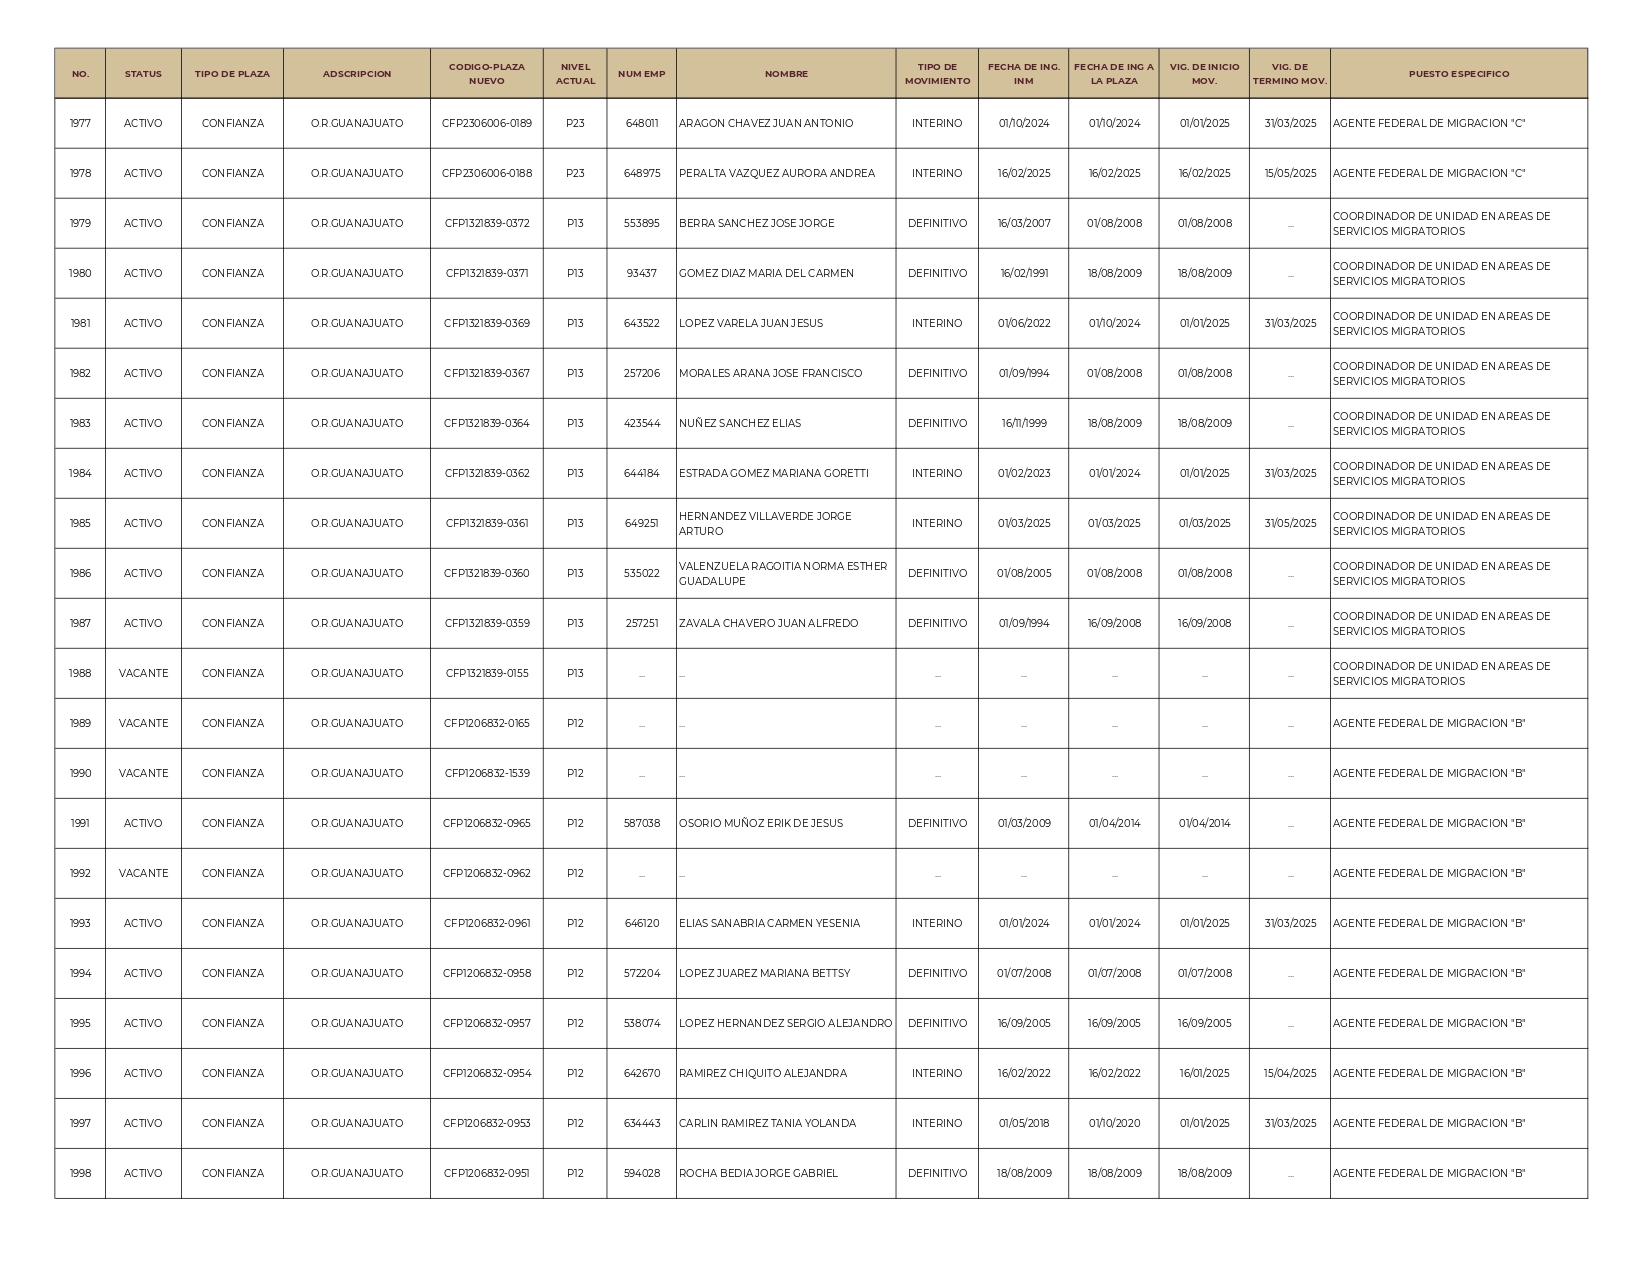 NO. STATUS TIPO DE PLAZA ADSCRIPCION CODIGO-PLAZA NUEVO NIVEL ACTUAL NUM EMP NOMBRE TIPO DE MOVIMIENTO FECHA DE ING. INM FECHA DE ING A LA PLAZA VIG. DE INICIO MOV. VIG. DE TERMINO MOV. PUESTO ESPECIFICO
1977 ACTIVO CONFIANZA O.R.GUANAJUATO CFP2306006-0189 P23 648011 ARAGON CHAVEZ JUAN ANTONIO INTERINO 01/10/2024 01/10/2024 01/01/2025 31/03/2025 AGENTE FEDERAL DE MIGRACION "C"
1978 ACTIVO CONFIANZA O.R.GUANAJUATO CFP2306006-0188 P23 648975 PERALTA VAZQUEZ AURORA ANDREA INTERINO 16/02/2025 16/02/2025 16/02/2025 15/05/2025 AGENTE FEDERAL DE MIGRACION "C"
1979 ACTIVO CONFIANZA O.R.GUANAJUATO CFP1321839-0372 P13 553895 BERRA SANCHEZ JOSE JORGE DEFINITIVO 16/03/2007 01/08/2008 01/08/2008 ... COORDINADOR DE UNIDAD EN AREAS DE SERVICIOS MIGRATORIOS
1980 ACTIVO CONFIANZA O.R.GUANAJUATO CFP1321839-0371 P13 93437 GOMEZ DIAZ MARIA DEL CARMEN DEFINITIVO 16/02/1991 18/08/2009 18/08/2009 ... COORDINADOR DE UNIDAD EN AREAS DE SERVICIOS MIGRATORIOS
1981 ACTIVO CONFIANZA O.R.GUANAJUATO CFP1321839-0369 P13 643522 LOPEZ VARELA JUAN JESUS INTERINO 01/06/2022 01/10/2024 01/01/2025 31/03/2025 COORDINADOR DE UNIDAD EN AREAS DE SERVICIOS MIGRATORIOS
1982 ACTIVO CONFIANZA O.R.GUANAJUATO CFP1321839-0367 P13 257206 MORALES ARANA JOSE FRANCISCO DEFINITIVO 01/09/1994 01/08/2008 01/08/2008 ... COORDINADOR DE UNIDAD EN AREAS DE SERVICIOS MIGRATORIOS
1983 ACTIVO CONFIANZA O.R.GUANAJUATO CFP1321839-0364 P13 423544 NUÑEZ SANCHEZ ELIAS DEFINITIVO 16/11/1999 18/08/2009 18/08/2009 ... COORDINADOR DE UNIDAD EN AREAS DE SERVICIOS MIGRATORIOS
1984 ACTIVO CONFIANZA O.R.GUANAJUATO CFP1321839-0362 P13 644184 ESTRADA GOMEZ MARIANA GORETTI INTERINO 01/02/2023 01/01/2024 01/01/2025 31/03/2025 COORDINADOR DE UNIDAD EN AREAS DE SERVICIOS MIGRATORIOS
1985 ACTIVO CONFIANZA O.R.GUANAJUATO CFP1321839-0361 P13 649251 HERNANDEZ VILLAVERDE JORGE ARTURO INTERINO 01/03/2025 01/03/2025 01/03/2025 31/05/2025 COORDINADOR DE UNIDAD EN AREAS DE SERVICIOS MIGRATORIOS
1986 ACTIVO CONFIANZA O.R.GUANAJUATO CFP1321839-0360 P13 535022 VALENZUELA RAGOITIA NORMA ESTHER GUADALUPE DEFINITIVO 01/08/2005 01/08/2008 01/08/2008 ... COORDINADOR DE UNIDAD EN AREAS DE SERVICIOS MIGRATORIOS
1987 ACTIVO CONFIANZA O.R.GUANAJUATO CFP1321839-0359 P13 257251 ZAVALA CHAVERO JUAN ALFREDO DEFINITIVO 01/09/1994 16/09/2008 16/09/2008 ... COORDINADOR DE UNIDAD EN AREAS DE SERVICIOS MIGRATORIOS
1988 VACANTE CONFIANZA O.R.GUANAJUATO CFP1321839-0155 P13 ... ... ... ... ... ... ... COORDINADOR DE UNIDAD EN AREAS DE SERVICIOS MIGRATORIOS
1989 VACANTE CONFIANZA O.R.GUANAJUATO CFP1206832-0165 P12 ... ... ... ... ... ... ... AGENTE FEDERAL DE MIGRACION "B"
1990 VACANTE CONFIANZA O.R.GUANAJUATO CFP1206832-1539 P12 ... ... ... ... ... ... ... AGENTE FEDERAL DE MIGRACION "B"
1991 ACTIVO CONFIANZA O.R.GUANAJUATO CFP1206832-0965 P12 587038 OSORIO MUÑOZ ERIK DE JESUS DEFINITIVO 01/03/2009 01/04/2014 01/04/2014 ... AGENTE FEDERAL DE MIGRACION "B"
1992 VACANTE CONFIANZA O.R.GUANAJUATO CFP1206832-0962 P12 ... ... ... ... ... ... ... AGENTE FEDERAL DE MIGRACION "B"
1993 ACTIVO CONFIANZA O.R.GUANAJUATO CFP1206832-0961 P12 646120 ELIAS SANABRIA CARMEN YESENIA INTERINO 01/01/2024 01/01/2024 01/01/2025 31/03/2025 AGENTE FEDERAL DE MIGRACION "B"
1994 ACTIVO CONFIANZA O.R.GUANAJUATO CFP1206832-0958 P12 572204 LOPEZ JUAREZ MARIANA BETTSY DEFINITIVO 01/07/2008 01/07/2008 01/07/2008 ... AGENTE FEDERAL DE MIGRACION "B"
1995 ACTIVO CONFIANZA O.R.GUANAJUATO CFP1206832-0957 P12 538074 LOPEZ HERNANDEZ SERGIO ALEJANDRO DEFINITIVO 16/09/2005 16/09/2005 16/09/2005 ... AGENTE FEDERAL DE MIGRACION "B"
1996 ACTIVO CONFIANZA O.R.GUANAJUATO CFP1206832-0954 P12 642670 RAMIREZ CHIQUITO ALEJANDRA INTERINO 16/02/2022 16/02/2022 16/01/2025 15/04/2025 AGENTE FEDERAL DE MIGRACION "B"
1997 ACTIVO CONFIANZA O.R.GUANAJUATO CFP1206832-0953 P12 634443 CARLIN RAMIREZ TANIA YOLANDA INTERINO 01/05/2018 01/10/2020 01/01/2025 31/03/2025 AGENTE FEDERAL DE MIGRACION "B"
1998 ACTIVO CONFIANZA O.R.GUANAJUATO CFP1206832-0951 P12 594028 ROCHA BEDIA JORGE GABRIEL DEFINITIVO 18/08/2009 18/08/2009 18/08/2009 ... AGENTE FEDERAL DE MIGRACION "B"